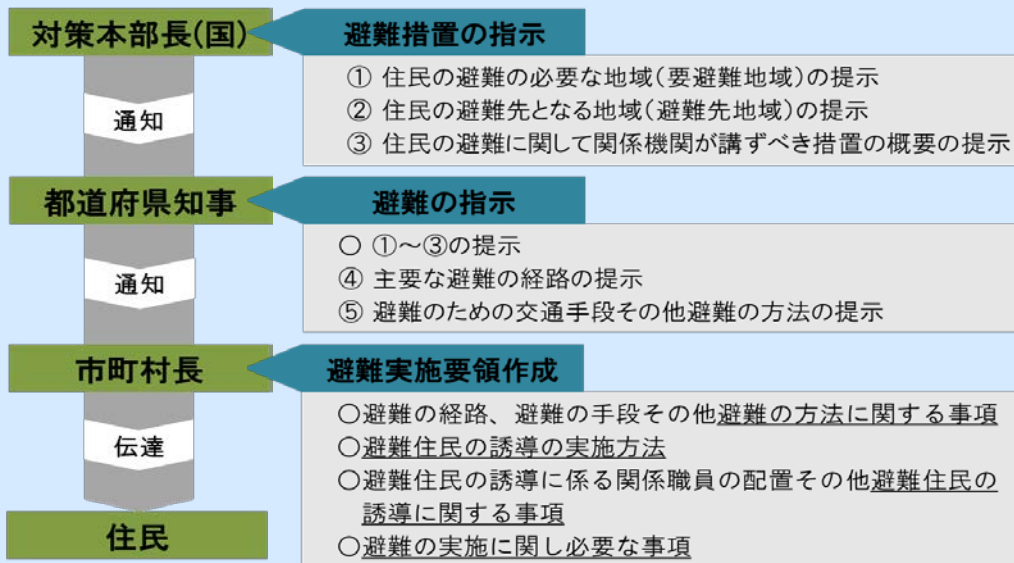 対策本部長(国)
避難措置の指示
① 住民の避難の必要な地域(要避難地域)の提示
② 住民の避難先となる地域(避難先地域)の提示
③ 住民の避難に関して関係機関が講ずべき措置の概要の提示
通知
都道府県知事
避難の指示
○ ①～③の提示
④ 主要な避難の経路の提示
⑤ 避難のための交通手段その他避難の方法の提示
通知
市町村長
避難実施要領作成
○避難の経路、避難の手段その他避難の方法に関する事項
○避難住民の誘導の実施方法
○避難住民の誘導に係る関係職員の配置その他避難住民の
誘導に関する事項
○避難の実施に関し必要な事項
伝達
住民